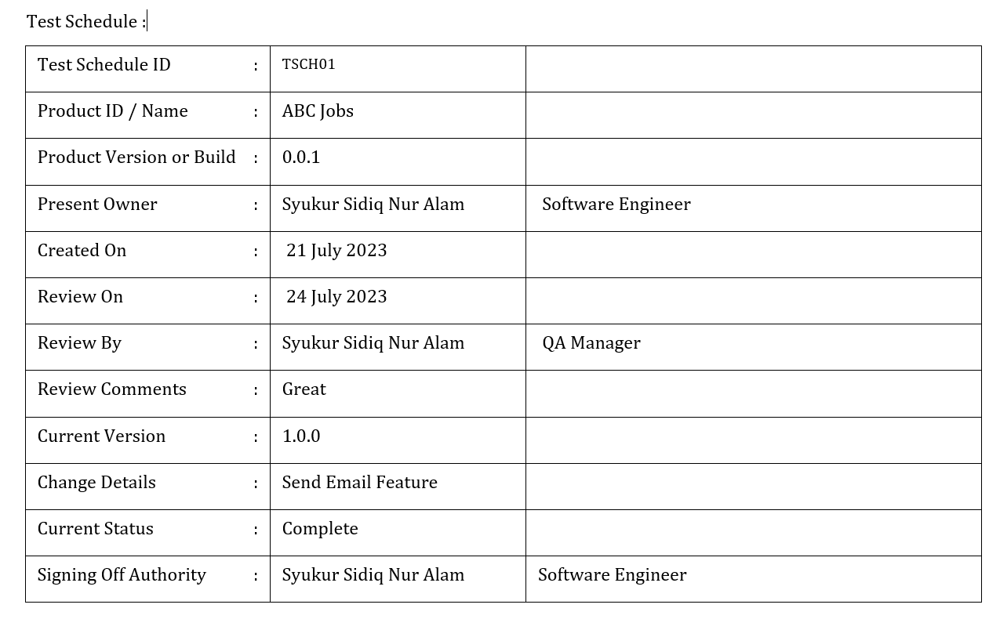 Test Schedule :
Test Schedule ID : TSCH01
Product ID / Name : ABC Jobs
Product Version or Build : 0.0.1
Present Owner : Syukur Sidiq Nur Alam Software Engineer
Created On : 21 July 2023
Review On : 24 July 2023
Review By : Syukur Sidiq Nur Alam QA Manager
Review Comments : Great
Current Version : 1.0.0
Change Details : Send Email Feature
Current Status : Complete
Signing Off Authority : Syukur Sidiq Nur Alam Software Engineer